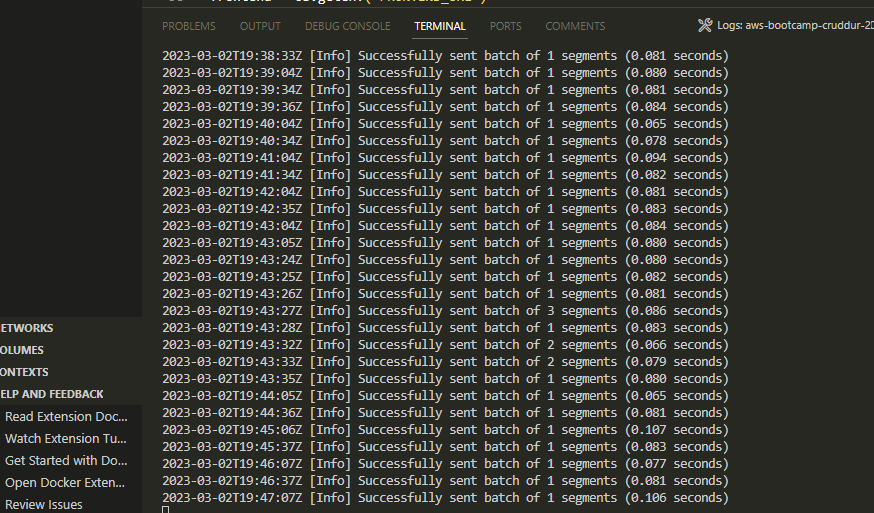 PROBLEMS OUTPUT DEBUG CONSOLE TERMINAL PORTS COMMENTS Logs: aws-bootcamp-cruddur-20
2023-03-02T19:38:33Z [Info] Successfully sent batch of 1 segments (0.081 seconds)
2023-03-02T19:39:04Z [Info] Successfully sent batch of 1 segments (0.080 seconds)
2023-03-02T19:39:34Z [Info] Successfully sent batch of 1 segments (0.081 seconds)
2023-03-02T19:39:36Z [Info] Successfully sent batch of 1 segments (0.084 seconds)
2023-03-02T19:40:04Z [Info] Successfully sent batch of 1 segments (0.065 seconds)
2023-03-02T19:40:34Z [Info] Successfully sent batch of 1 segments (0.078 seconds)
2023-03-02T19:41:04Z [Info] Successfully sent batch of 1 segments (0.094 seconds)
2023-03-02T19:41:34Z [Info] Successfully sent batch of 1 segments (0.082 seconds)
2023-03-02T19:42:04Z [Info] Successfully sent batch of 1 segments (0.081 seconds)
2023-03-02T19:42:35Z [Info] Successfully sent batch of 1 segments (0.083 seconds)
2023-03-02T19:43:04Z [Info] Successfully sent batch of 1 segments (0.084 seconds)
2023-03-02T19:43:05Z [Info] Successfully sent batch of 1 segments (0.080 seconds)
2023-03-02T19:43:24Z [Info] Successfully sent batch of 1 segments (0.080 seconds)
2023-03-02T19:43:25Z [Info] Successfully sent batch of 1 segments (0.082 seconds)
2023-03-02T19:43:26Z [Info] Successfully sent batch of 1 segments (0.081 seconds)
2023-03-02T19:43:27Z [Info] Successfully sent batch of 3 segments (0.086 seconds)
2023-03-02T19:43:28Z [Info] Successfully sent batch of 1 segments (0.083 seconds)
2023-03-02T19:43:32Z [Info] Successfully sent batch of 2 segments (0.066 seconds)
2023-03-02T19:43:33Z [Info] Successfully sent batch of 2 segments (0.079 seconds)
2023-03-02T19:43:35Z [Info] Successfully sent batch of 1 segments (0.080 seconds)
2023-03-02T19:44:05Z [Info] Successfully sent batch of 1 segments (0.065 seconds)
2023-03-02T19:44:36Z [Info] Successfully sent batch of 1 segments (0.081 seconds)
2023-03-02T19:45:06Z [Info] Successfully sent batch of 1 segments (0.107 seconds)
2023-03-02T19:45:37Z [Info] Successfully sent batch of 1 segments (0.083 seconds)
2023-03-02T19:46:07Z [Info] Successfully sent batch of 1 segments (0.077 seconds)
2023-03-02T19:46:37Z [Info] Successfully sent batch of 1 segments (0.081 seconds)
2023-03-02T19:47:07Z [Info] Successfully sent batch of 1 segments (0.106 seconds)
ETWORKS
OLUMES
ONTEXTS
ELP AND FEEDBACK
Read Extension Doc...
Watch Extension Tu...
Get Started with Do...
Open Docker Exten...
Review Issues